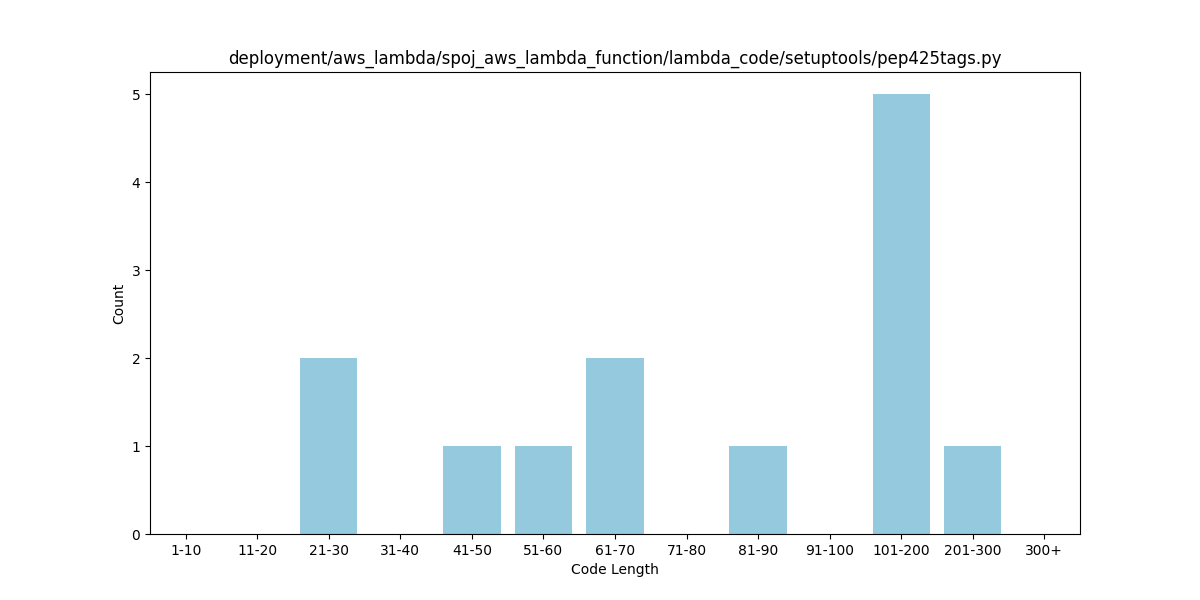 deployment/aws_lambda/spoj_aws_lambda_function/lambda_code/setuptools/pep425tags.py
5
4
3
2
1
0
Count
1-10 11-20 21-30 31-40 41-50 51-60 61-70 71-80 81-90 91-100 101-200 201-300 300+
Code Length